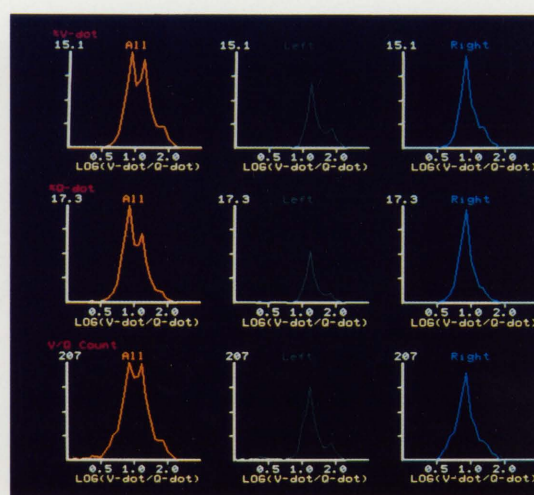 %V-dot
15.1 All 15.1 Left 15.1 Right
0.5 1.0 2.0 0.5 1.0 2.0 0.5 1.0 2.0
LOG(V-dot/Q-dot) LOG(V-dot/Q-dot) LOG(V-dot/Q-dot)
%Q-dot
17.3 All 17.3 Left 17.3 Right
0.5 1.0 2.0 0.5 1.0 2.0 0.5 1.0 2.0
LOG(V-dot/Q-dot) LOG(V-dot/Q-dot) LOG(V-dot/Q-dot)
V/Q Count
207 All 207 Left 207 Right
0.5 1.0 2.0 0.5 1.0 2.0 0.5 1.0 2.0
LOG(V-dot/Q-dot) LOG(V-dot/Q-dot) LOG(V-dot/Q-dot)